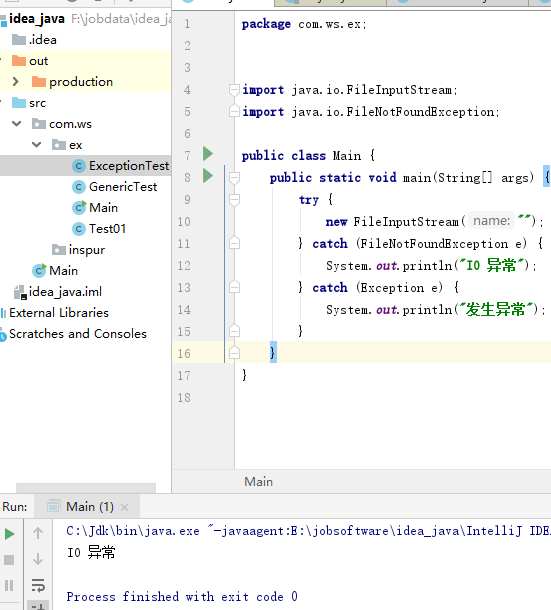 idea_java F:\jobdata\idea_java
.idea
out
production
src
com.ws
ex
ExceptionTest
GenericTest
Main
Test01
inspur
Main
idea_java.iml
External Libraries
Scratches and Consoles
1 package com.ws.ex;
2
3
4 import java.io.FileInputStream;
5 import java.io.FileNotFoundException;
6
7 public class Main {
8 public static void main(String[] args) {
9 try {
10 new FileInputStream( name: "");
11 } catch (FileNotFoundException e) {
12 System.out.println("IO 异常");
13 } catch (Exception e) {
14 System.out.println("发生异常");
15 }
16 }
17 }
18
Main
Run: Main (1) ×
C:\Jdk\bin\java.exe "-javaagent:E:\jobsoftware\idea_java\IntelliJ IDE
IO 异常
Process finished with exit code 0